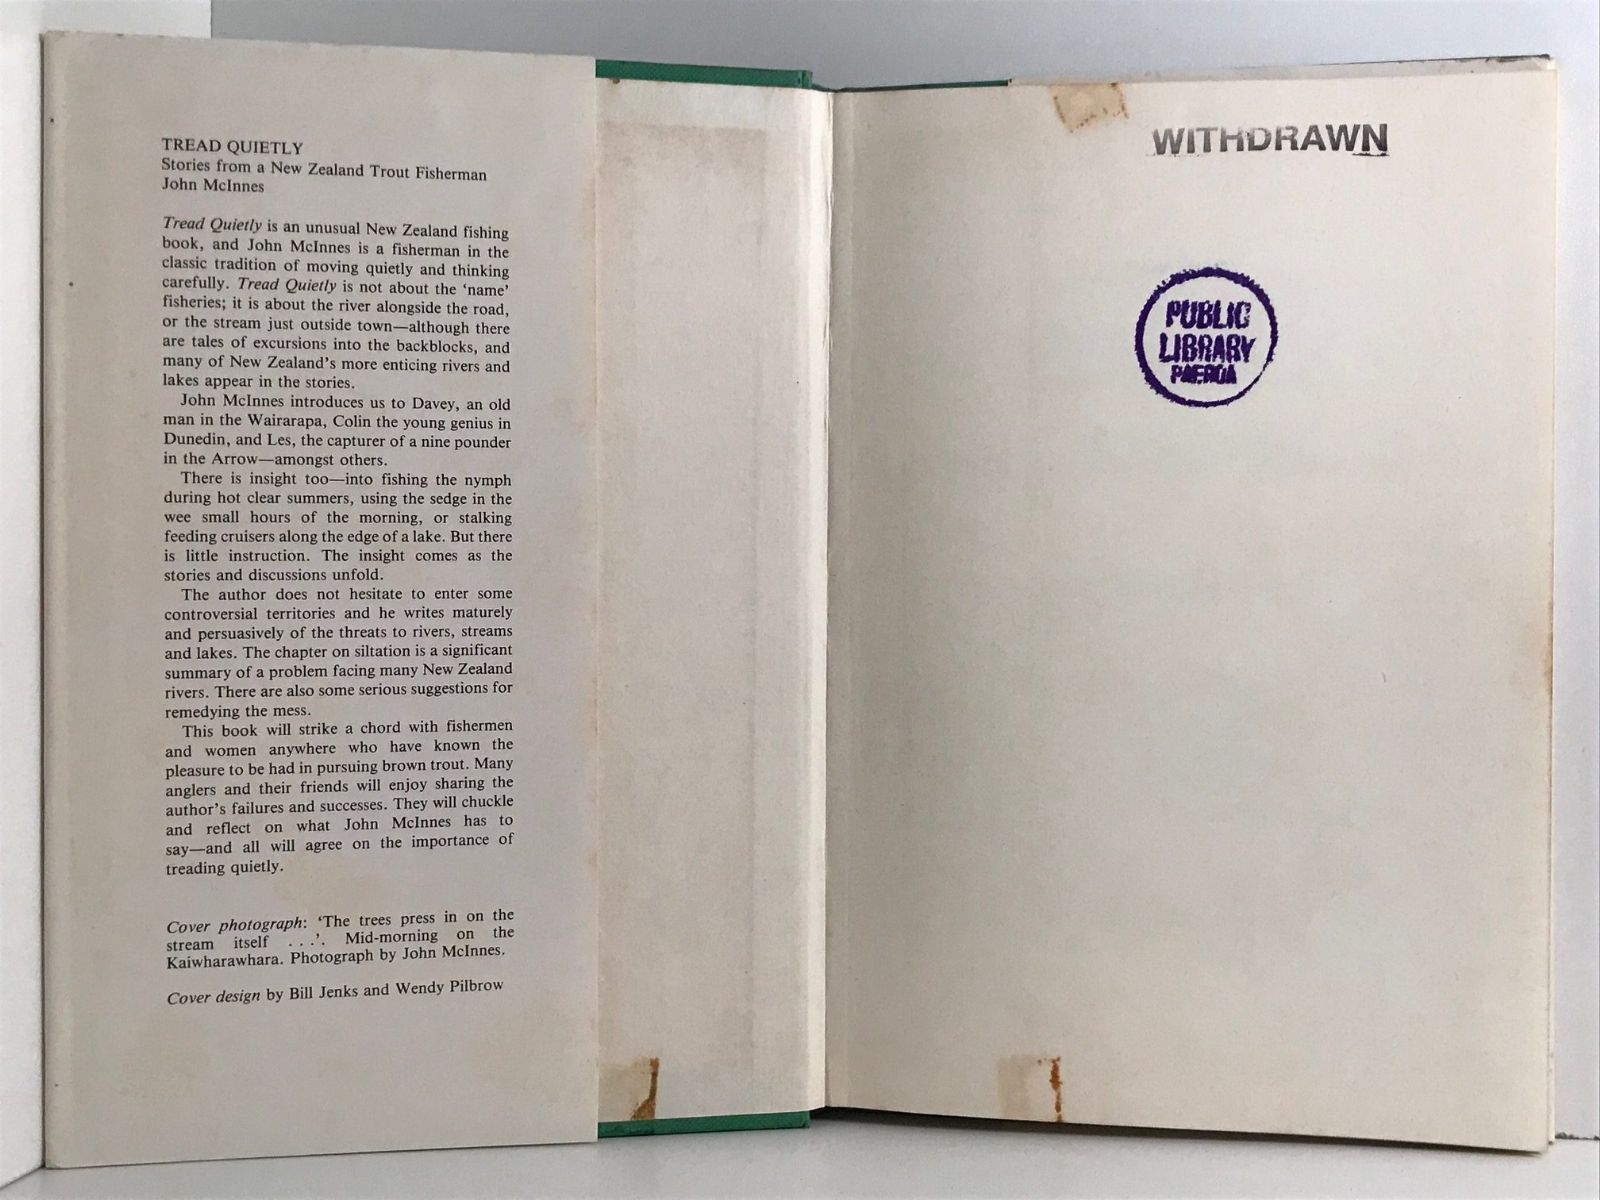 TREAD QUIETLY
Stories from a New Zealand Trout Fisherman
John McInnes
Tread Quietly is an unusual New Zealand fishing
book, and John McInnes is a fisherman in the
classic tradition of moving quietly and thinking
carefully. Tread Quietly is not about the ‘name’
fisheries; it is about the river alongside the road,
or the stream just outside town—although there
are tales of excursions into the backblocks, and
many of New Zealand’s more enticing rivers and
lakes appear in the stories.
John McInnes introduces us to Davey, an old
man in the Wairarapa, Colin the young genius in
Dunedin, and Les, the capturer of a nine pounder
in the Arrow—amongst others.
There is insight too—into fishing the nymph
during hot clear summers, using the sedge in the
wee small hours of the morning, or stalking
feeding cruisers along the edge of a lake. But there
is little instruction. The insight comes as the
stories and discussions unfold.
The author does not hesitate to enter some
controversial territories and he writes maturely
and persuasively of the threats to rivers, streams
and lakes. The chapter on siltation is a significant
summary of a problem facing many New Zealand
rivers. There are also some serious suggestions for
remedying the mess.
This book will strike a chord with fishermen
and women anywhere who have known the
pleasure to be had in pursuing brown trout. Many
anglers and their friends will enjoy sharing the
author’s failures and successes. They will chuckle
and reflect on what John McInnes has to
say—and all will agree on the importance of
treading quietly.
Cover photograph: ‘The trees press in on the
stream itself . . .’. Mid-morning on the
Kaiwharawhara. Photograph by John McInnes.
Cover design by Bill Jenks and Wendy Pilbrow
WITHDRAWN
PUBLIC
LIBRARY
PAEROA